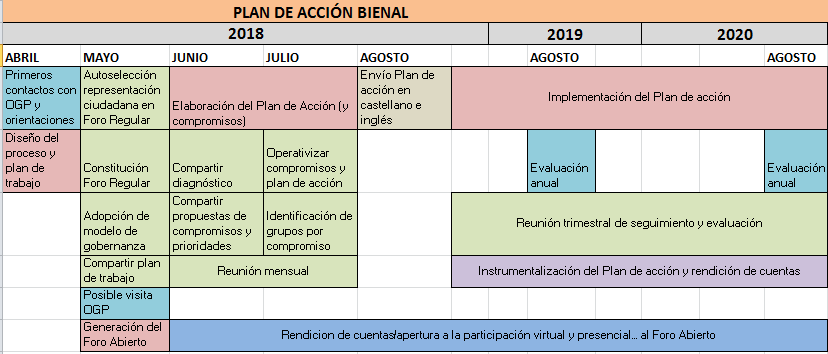 PLAN DE ACCIÓN BIENAL
2018
2019
2020
ABRIL
MAYO
JUNIO
JULIO
AGOSTO
AGOSTO
AGOSTO
Primeros
contactos con
OGP y
orientaciones
Autoselección
representación
ciudadana en
Foro Regular
Elaboración del Plan de Acción (y
compromisos)
Envío Plan de
acción en
castellano e
inglés
Implementación del Plan de acción
Diseño del
proceso y
plan de
trabajo
Constitución
Foro Regular
Compartir
diagnóstico
Operativizar
compromisos y
plan de acción
Evaluación
anual
Evaluación
anual
Adopción de
modelo de
gobernanza
Compartir
propuestas de
compromisos y
prioridades
Identificación de
grupos por
compromiso
Reunión trimestral de seguimiento y evaluación
Compartir plan
de trabajo
Reunión mensual
Instrumentalización del Plan de acción y rendición de cuentas
Posible visita
OGP
Generación del
Foro Abierto
Rendicion de cuentas/apertura a la participación virtual y presencial... al Foro Abierto